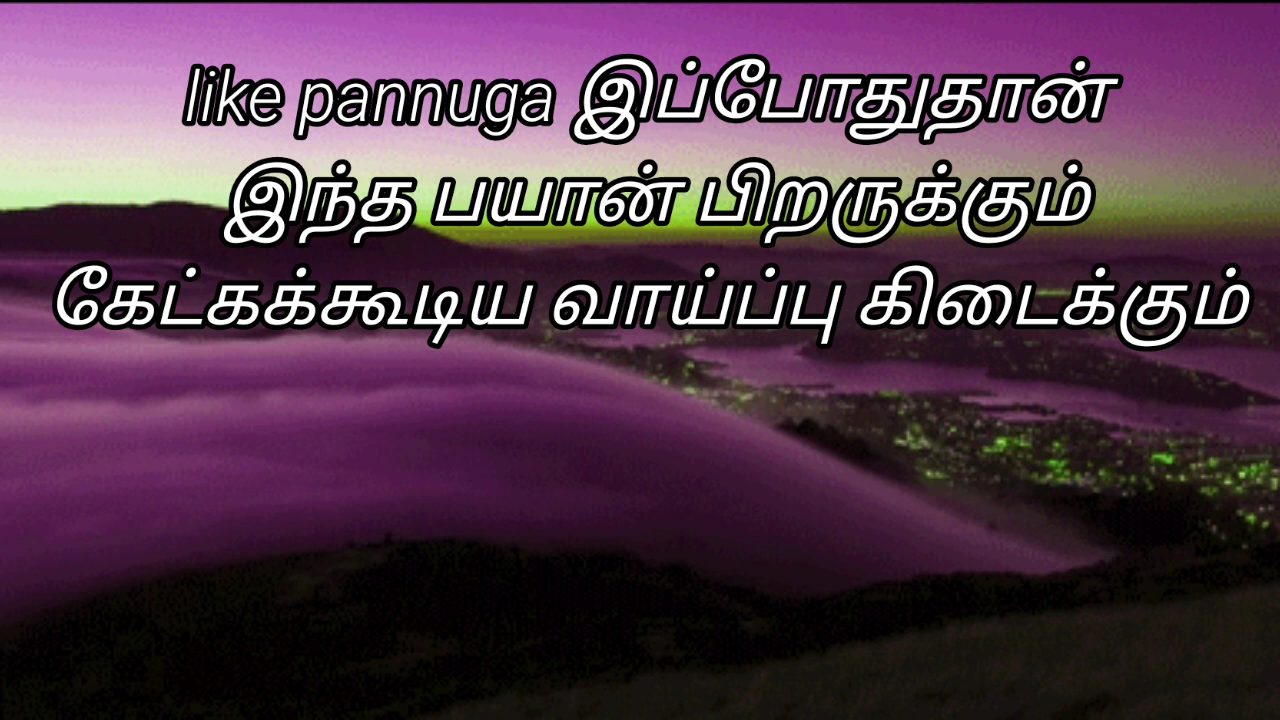 like pannuga இப்போதுதான்
இந்த பயான் பிறருக்கும்
கேட்கக்கூடிய வாய்ப்பு கிடைக்கும்